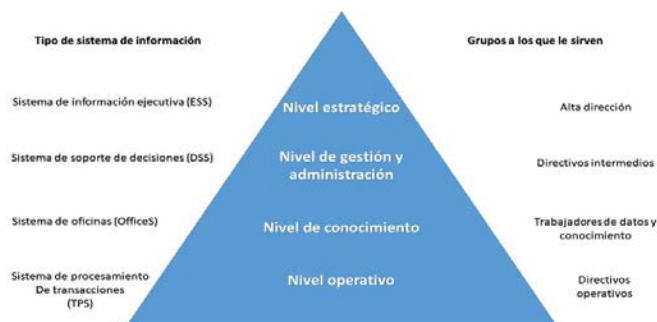 Tipo de sistema de información
Grupos a los que le sirven
Sistema de información ejecutiva (ESS)
Nivel estratégico
Alta dirección
Sistema de soporte de decisiones (DSS)
Nivel de gestión y
administración
Directivos intermedios
Sistema de oficinas (OfficeS)
Nivel de conocimiento
Trabajadores de datos y
conocimiento
Sistema de procesamiento
De transacciones
(TPS)
Nivel operativo
Directivos
operativos